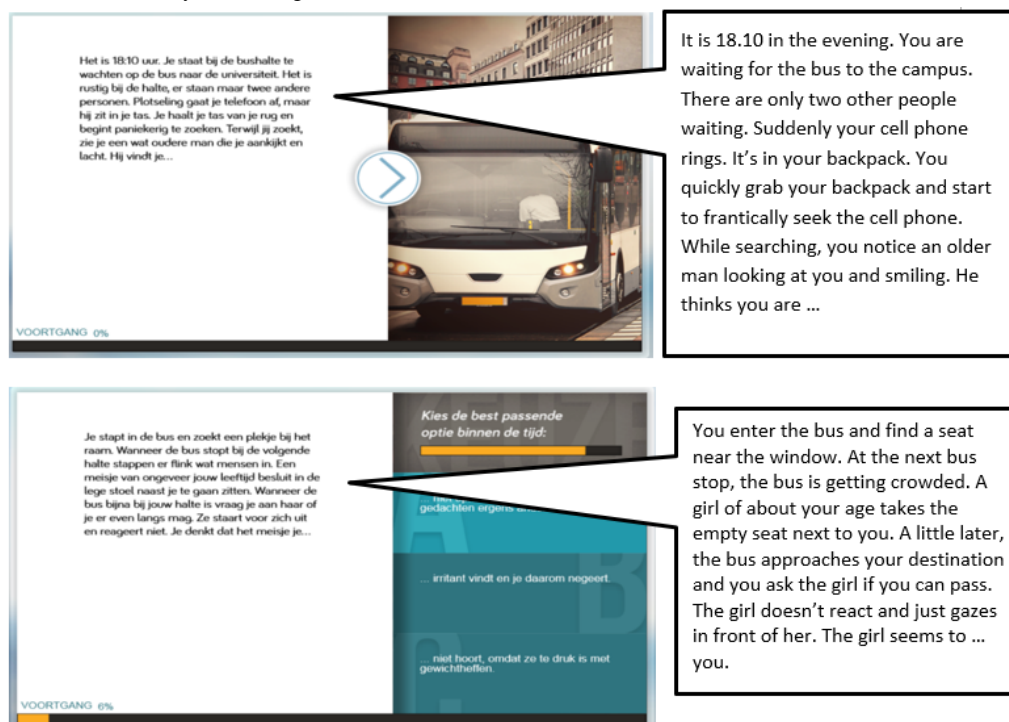 Het is 18:10 uur. Je staat bij de bushalte te
wachten op de bus naar de universiteit. Het is
rustig bij de halte, er staan maar twee andere
personen. Plotseling gaat je telefoon af, maar
hij zit in je tas. Je haalt je tas van je rug en
begint paniekerig te zoeken. Terwijl jij zoekt,
zie je een wat oudere man die je aankijkt en
lacht. Hij vindt je...
VOORTGANG 0%
It is 18.10 in the evening. You are
waiting for the bus to the campus.
There are only two other people
waiting. Suddenly your cell phone
rings. It's in your backpack. You
quickly grab your backpack and start
to frantically seek the cell phone.
While searching, you notice an older
man looking at you and smiling. He
thinks you are ...
Je stapt in de bus en zoekt een plekje bij het
raam. Wanneer de bus stopt bij de volgende
halte stappen er flink wat mensen in. Een
meisje van ongeveer jouw leeftijd besluit in de
lege stoel naast je te gaan zitten. Wanneer de
bus bijna bij jouw halte is vraag je aan haar of
je er even langs mag. Ze staart voor zich uit
en reageert niet. Je denkt dat het meisje je...
VOORTGANG 6%
Kies de best passende
optie binnen de tijd:
gedachten ergens
... irritant vindt en je daarom negeert.
... niet hoort, omdat ze te druk is met
gewichtheffen.
You enter the bus and find a seat
near the window. At the next bus
stop, the bus is getting crowded. A
girl of about your age takes the
empty seat next to you. A little later,
the bus approaches your destination
and you ask the girl if you can pass.
The girl doesn't react and just gazes
in front of her. The girl seems to ...
you.